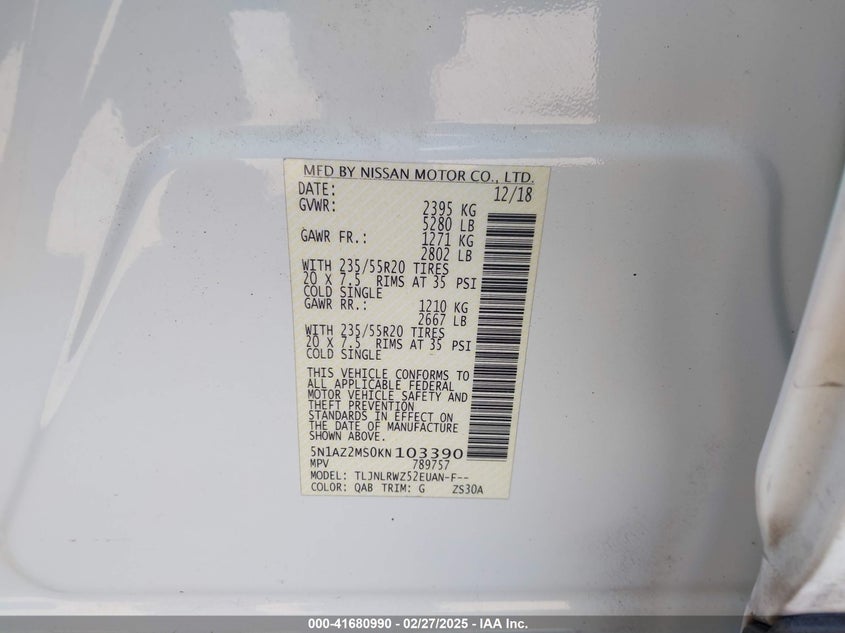 MFD BY NISSAN MOTOR CO., LTD.
DATE: 12/18
GVWR: 2395 KG
5280 LB
GAWR FR.: 1271 KG
2802 LB
WITH 235/55R20 TIRES
20 X 7.5 RIMS AT 35 PSI
COLD SINGLE
GAWR RR.: 1210 KG
2667 LB
WITH 235/55R20 TIRES
20 X 7.5 RIMS AT 35 PSI
COLD SINGLE
THIS VEHICLE CONFORMS TO
ALL APPLICABLE FEDERAL
MOTOR VEHICLE SAFETY AND
THEFT PREVENTION
STANDARDS IN EFFECT ON
THE DATE OF MANUFACTURE
SHOWN ABOVE.
5N1AZ2MS0KN103390
MPV 789757
MODEL: TLJNLRWZ52EUAN-F--
COLOR: QAB TRIM: G ZS30A
000-41680990 - 02/27/2025 - IAA Inc.